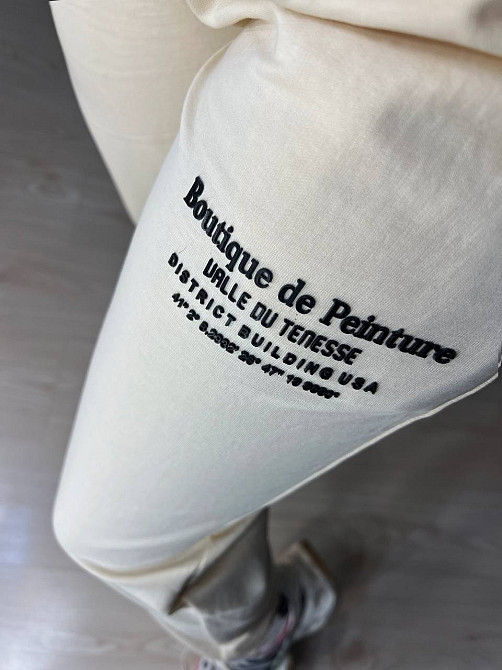 Boutique de Peinture
VALLE DU TENESSE
DISTRICT BUILDING USA